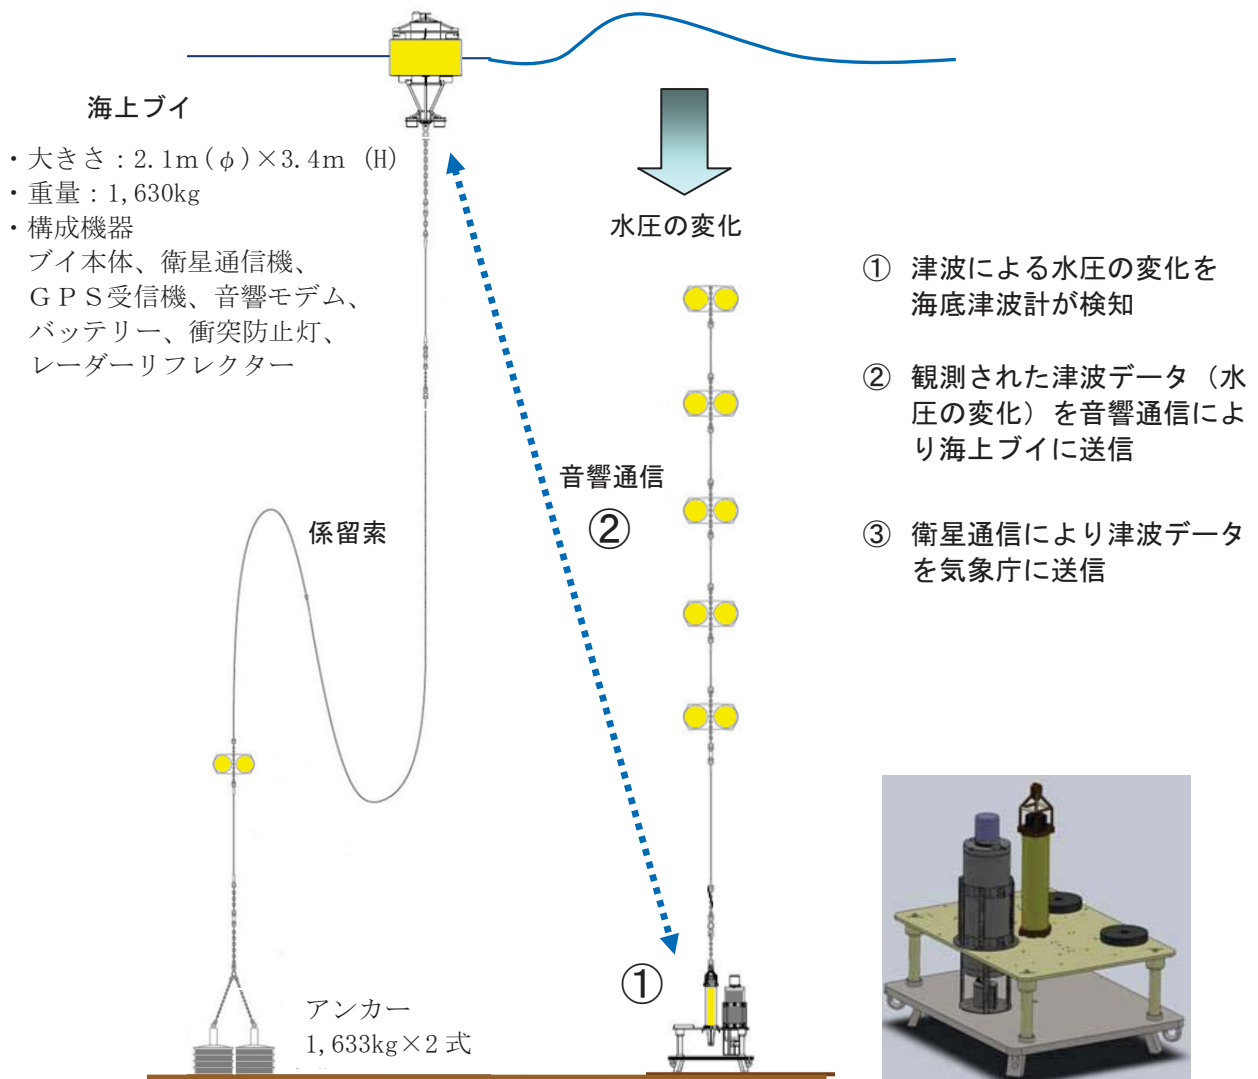 海上ブイ
・大きさ：2.1m(φ)×3.4m (H)
・重量：1,630kg
・構成機器
ブイ本体、衛星通信機、
ＧＰＳ受信機、音響モデム、
バッテリー、衝突防止灯、
レーダーリフレクター
水圧の変化
係留索
音響通信
②
①
アンカー
1,633kg×2 式
① 津波による水圧の変化を
海底津波計が検知
② 観測された津波データ（水
圧の変化）を音響通信によ
り海上ブイに送信
③ 衛星通信により津波データ
を気象庁に送信